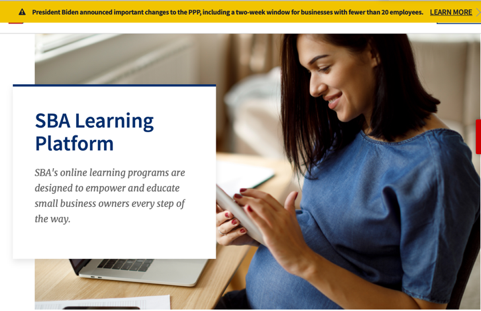 President Biden announced important changes to the PPP, including a two-week window for businesses with fewer than 20 employees. LEARN MORE
SBA Learning
Platform
SBA's online learning programs are
designed to empower and educate
small business owners every step of
the way.